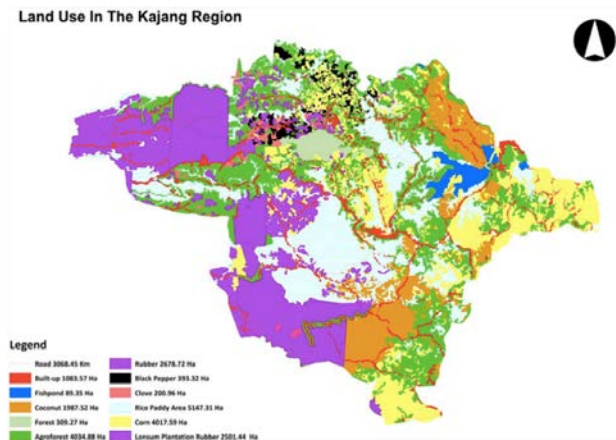 Land Use In The Kajang Region
Legend
Road 3068.45 Km
Built-up 1083.57 Ha
Fishpond 89.35 Ha
Coconut 1987.52 Ha
Forest 309.27 Ha
Agroforest 4034.88 Ha
Rubber 2678.72 Ha
Black Pepper 393.32 Ha
Clove 200.96 Ha
Rice Paddy Area 5147.31 Ha
Corn 4017.59 Ha
Lonsum Plantation Rubber 2501.44 Ha